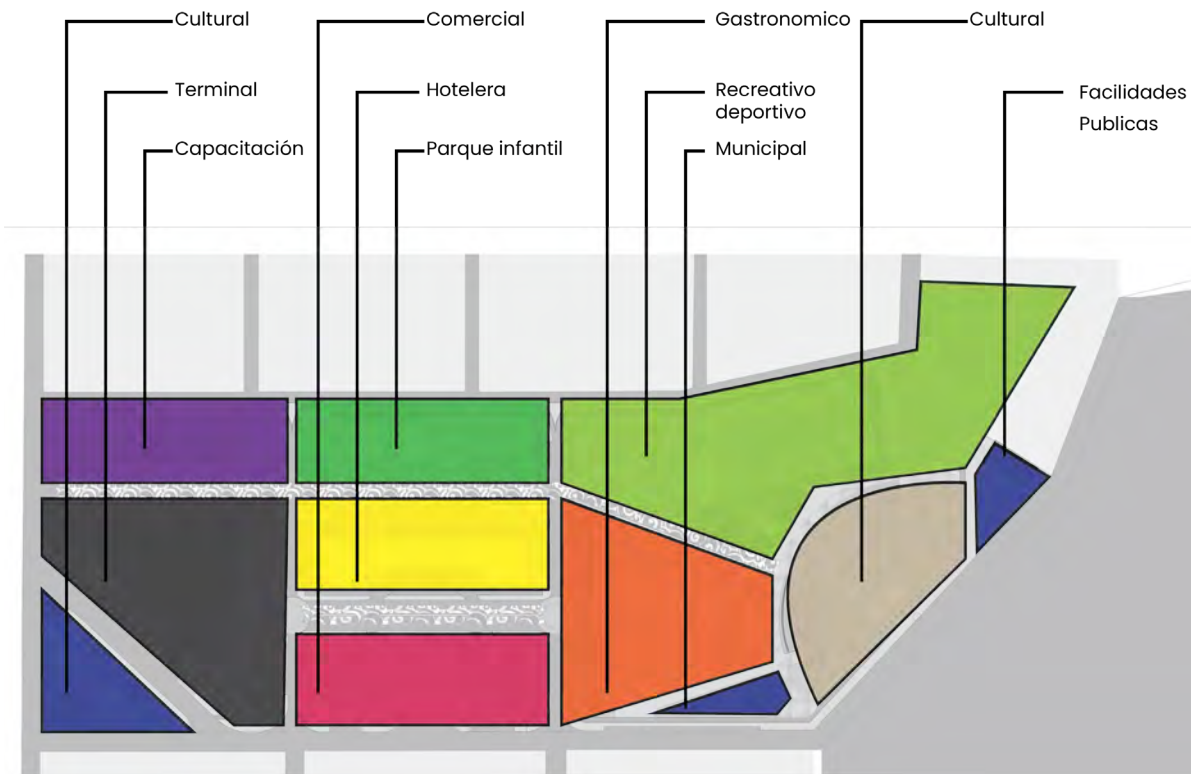 Cultural
Comercial
Gastronomico
Cultural
Terminal
Hotelera
Recreativo
deportivo
Facilidades
Publicas
Capacitación
Parque infantil
Municipal